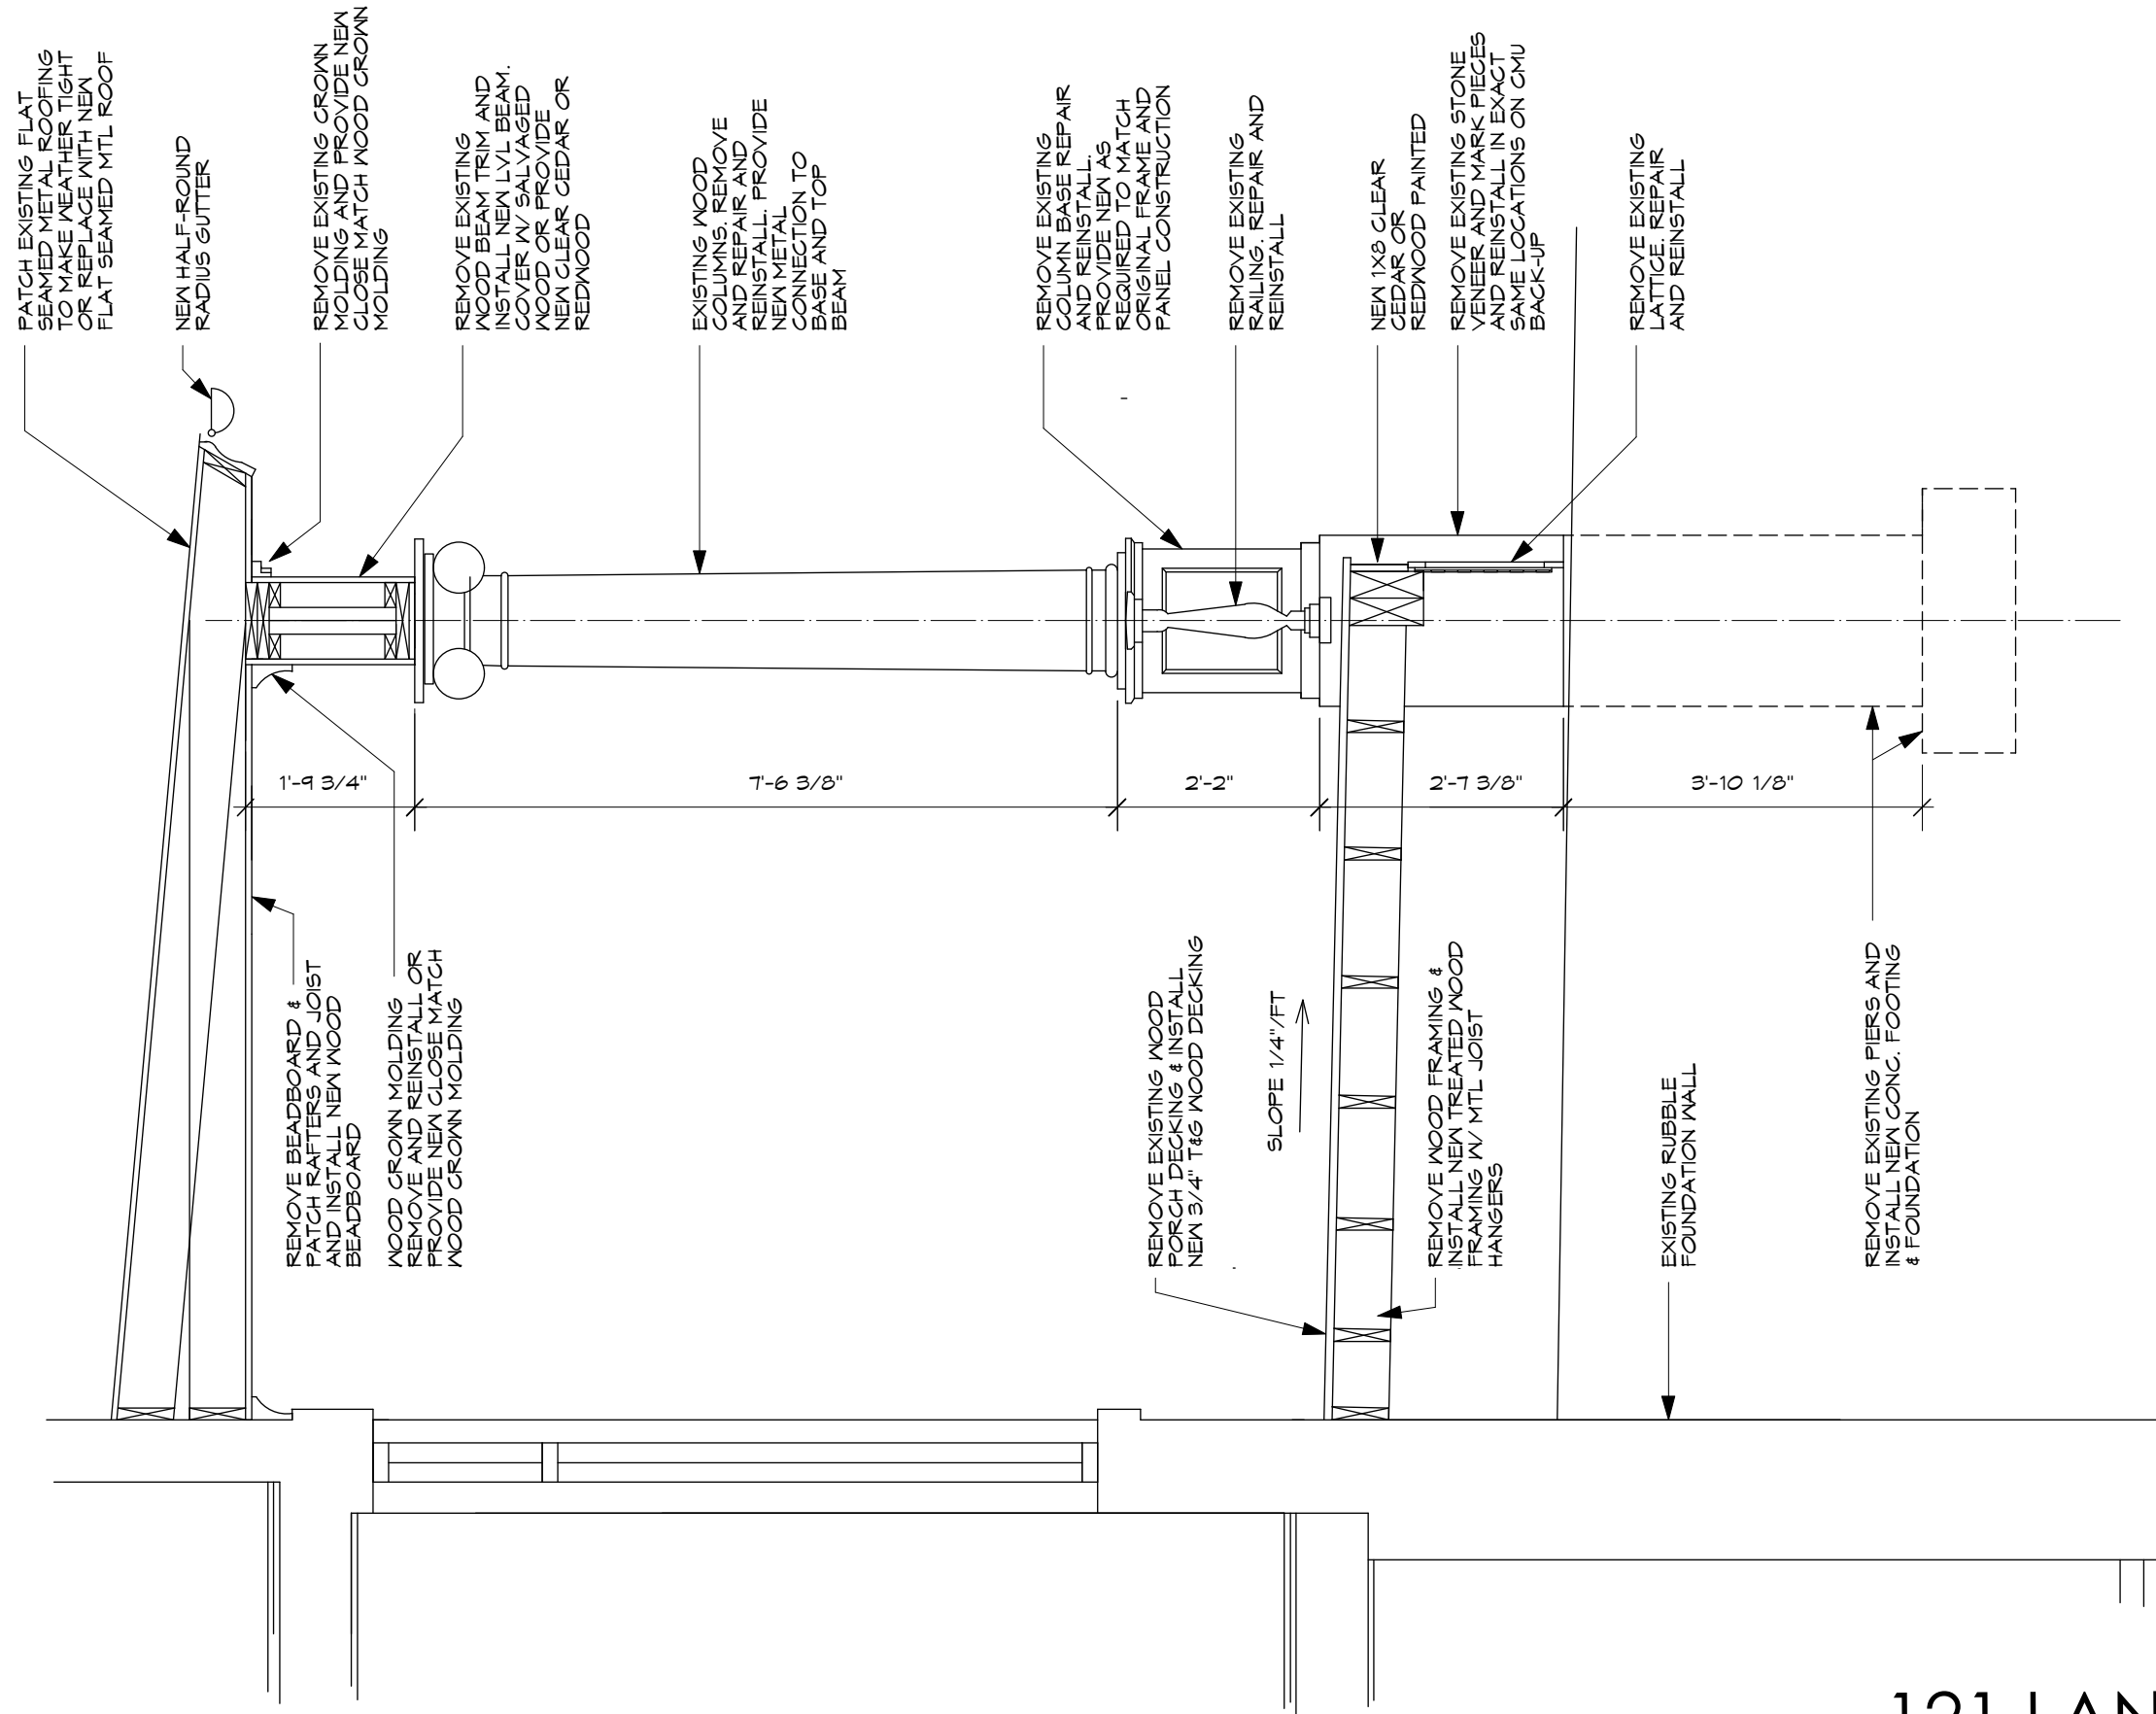 PATCH EXISTING FLAT
SEAMED METAL ROOFING
TO MAKE WEATHER TIGHT
OR REPLACE WITH NEW
FLAT SEAMED MTL ROOF
NEW HALF-ROUND
RADIUS GUTTER
REMOVE EXISTING CROWN
MOLDING AND PROVIDE NEW
CLOSE MATCH WOOD CROWN
MOLDING
REMOVE EXISTING
WOOD BEAM TRIM AND
INSTALL NEW LVL BEAM.
COVER W/ SALVAGED
WOOD OR PROVIDE
NEW CLEAR CEDAR OR
REDWOOD
EXISTING WOOD
COLUMNS. REMOVE
AND REPAIR AND
REINSTALL. PROVIDE
NEW METAL
CONNECTION TO
BASE AND TOP
BEAM
REMOVE EXISTING
COLUMN BASE REPAIR
AND REINSTALL.
PROVIDE NEW AS
REQUIRED TO MATCH
ORIGINAL FRAME AND
PANEL CONSTRUCTION
REMOVE EXISTING
RAILING. REPAIR AND
REINSTALL
NEW 1X8 CLEAR
CEDAR OR
REDWOOD PAINTED
REMOVE EXISTING STONE
VENEER AND MARK PIECES
AND REINSTALL IN EXACT
SAME LOCATIONS ON CMU
BACK-UP
REMOVE EXISTING
LATTICE. REPAIR
AND REINSTALL
1'-9 3/4"
7'-6 3/8"
2'-2"
2'-7 3/8"
3'-10 1/8"
REMOVE BEADBOARD &
PATCH RAFTERS AND JOIST
AND INSTALL NEW WOOD
BEADBOARD
WOOD CROWN MOLDING
REMOVE AND REINSTALL OR
PROVIDE NEW CLOSE MATCH
WOOD CROWN MOLDING
REMOVE EXISTING WOOD
PORCH DECKING & INSTALL
NEW 3/4" T&G WOOD DECKING
SLOPE 1/4"/FT
REMOVE WOOD FRAMING &
INSTALL NEW TREATED WOOD
FRAMING W/ MTL JOIST
HANGERS
EXISTING RUBBLE
FOUNDATION WALL
REMOVE EXISTING PIERS AND
INSTALL NEW CONC. FOOTING
& FOUNDATION
121